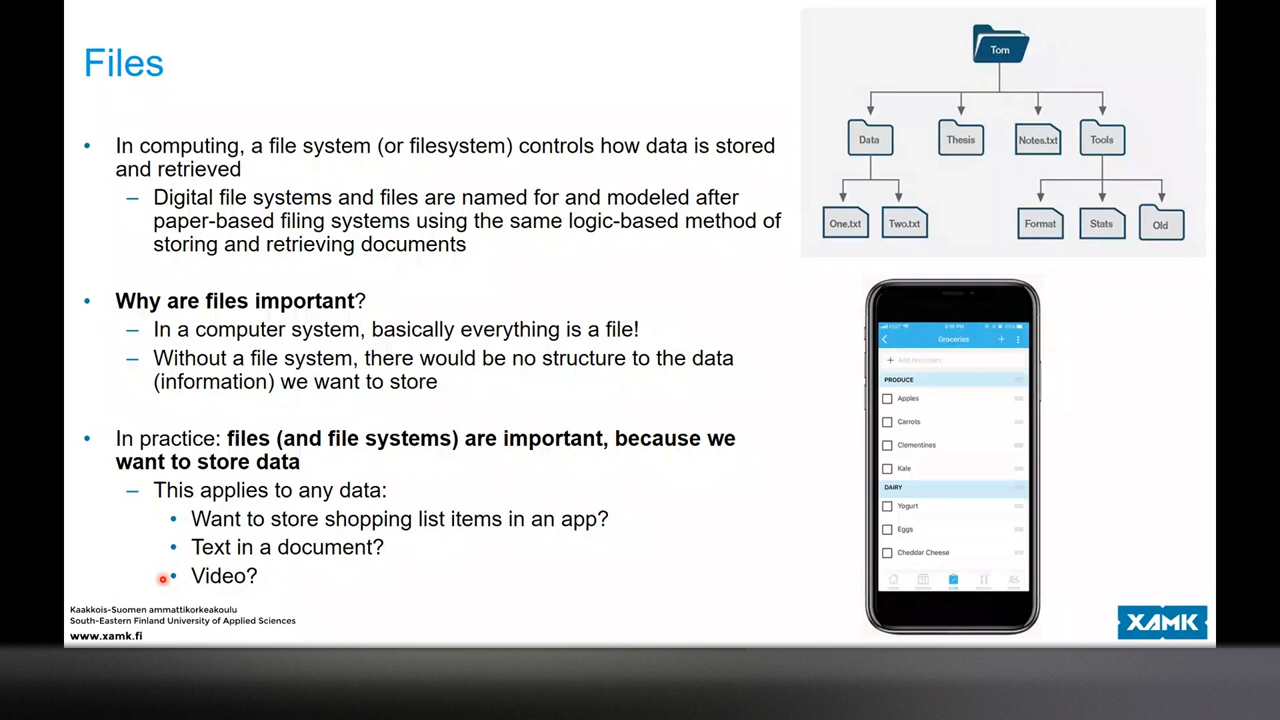 Files
In computing, a file system (or filesystem) controls how data is stored
and retrieved
– Digital file systems and files are named for and modeled after
paper-based filing systems using the same logic-based method of
storing and retrieving documents
Why are files important?
– In a computer system, basically everything is a file!
– Without a file system, there would be no structure to the data
(information) we want to store
In practice: files (and file systems) are important, because we
want to store data
– This applies to any data:
Want to store shopping list items in an app?
Text in a document?
Video?
Tom
Data
Thesis
Notes.txt
Tools
One.txt
Two.txt
Format
Stats
Old
Groceries
Add item
PRODUCE
Apples
Carrots
Clementines
Kale
DAIRY
Yogurt
Eggs
Cheddar Cheese
Kaakkois-Suomen ammattikorkeakoulu
South-Eastern Finland University of Applied Sciences
www.xamk.fi
XAMK